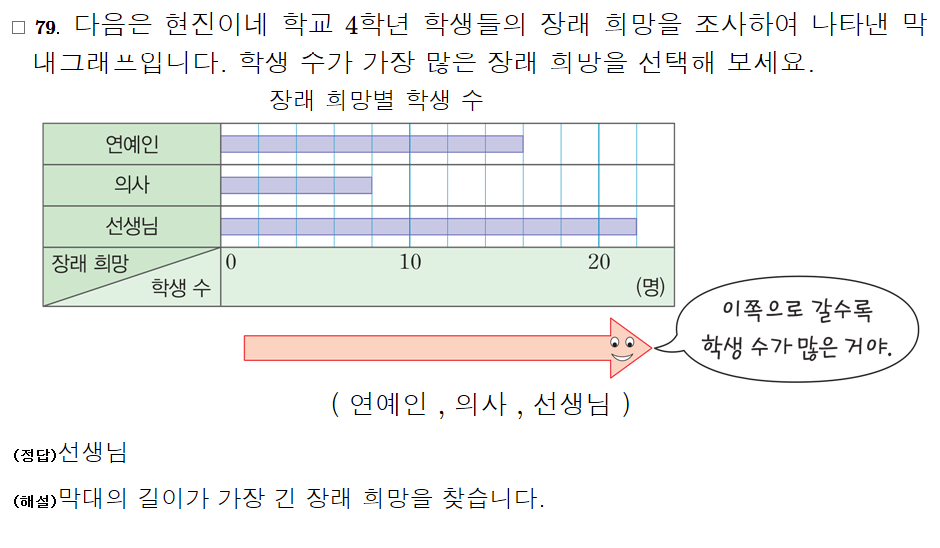 □ 79. 다음은 현진이네 학교 4학년 학생들의 장래 희망을 조사하여 나타낸 막
내그래프입니다. 학생 수가 가장 많은 장래 희망을 선택해 보세요.
장래 희망별 학생 수
연예인
의사
선생님
장래 희망
학생 수
0 10 20
(명)
이쪽으로 갈수록
학생 수가 많은 거야.
( 연예인 , 의사 , 선생님 )
(정답)선생님
(해설)막대의 길이가 가장 긴 장래 희망을 찾습니다.